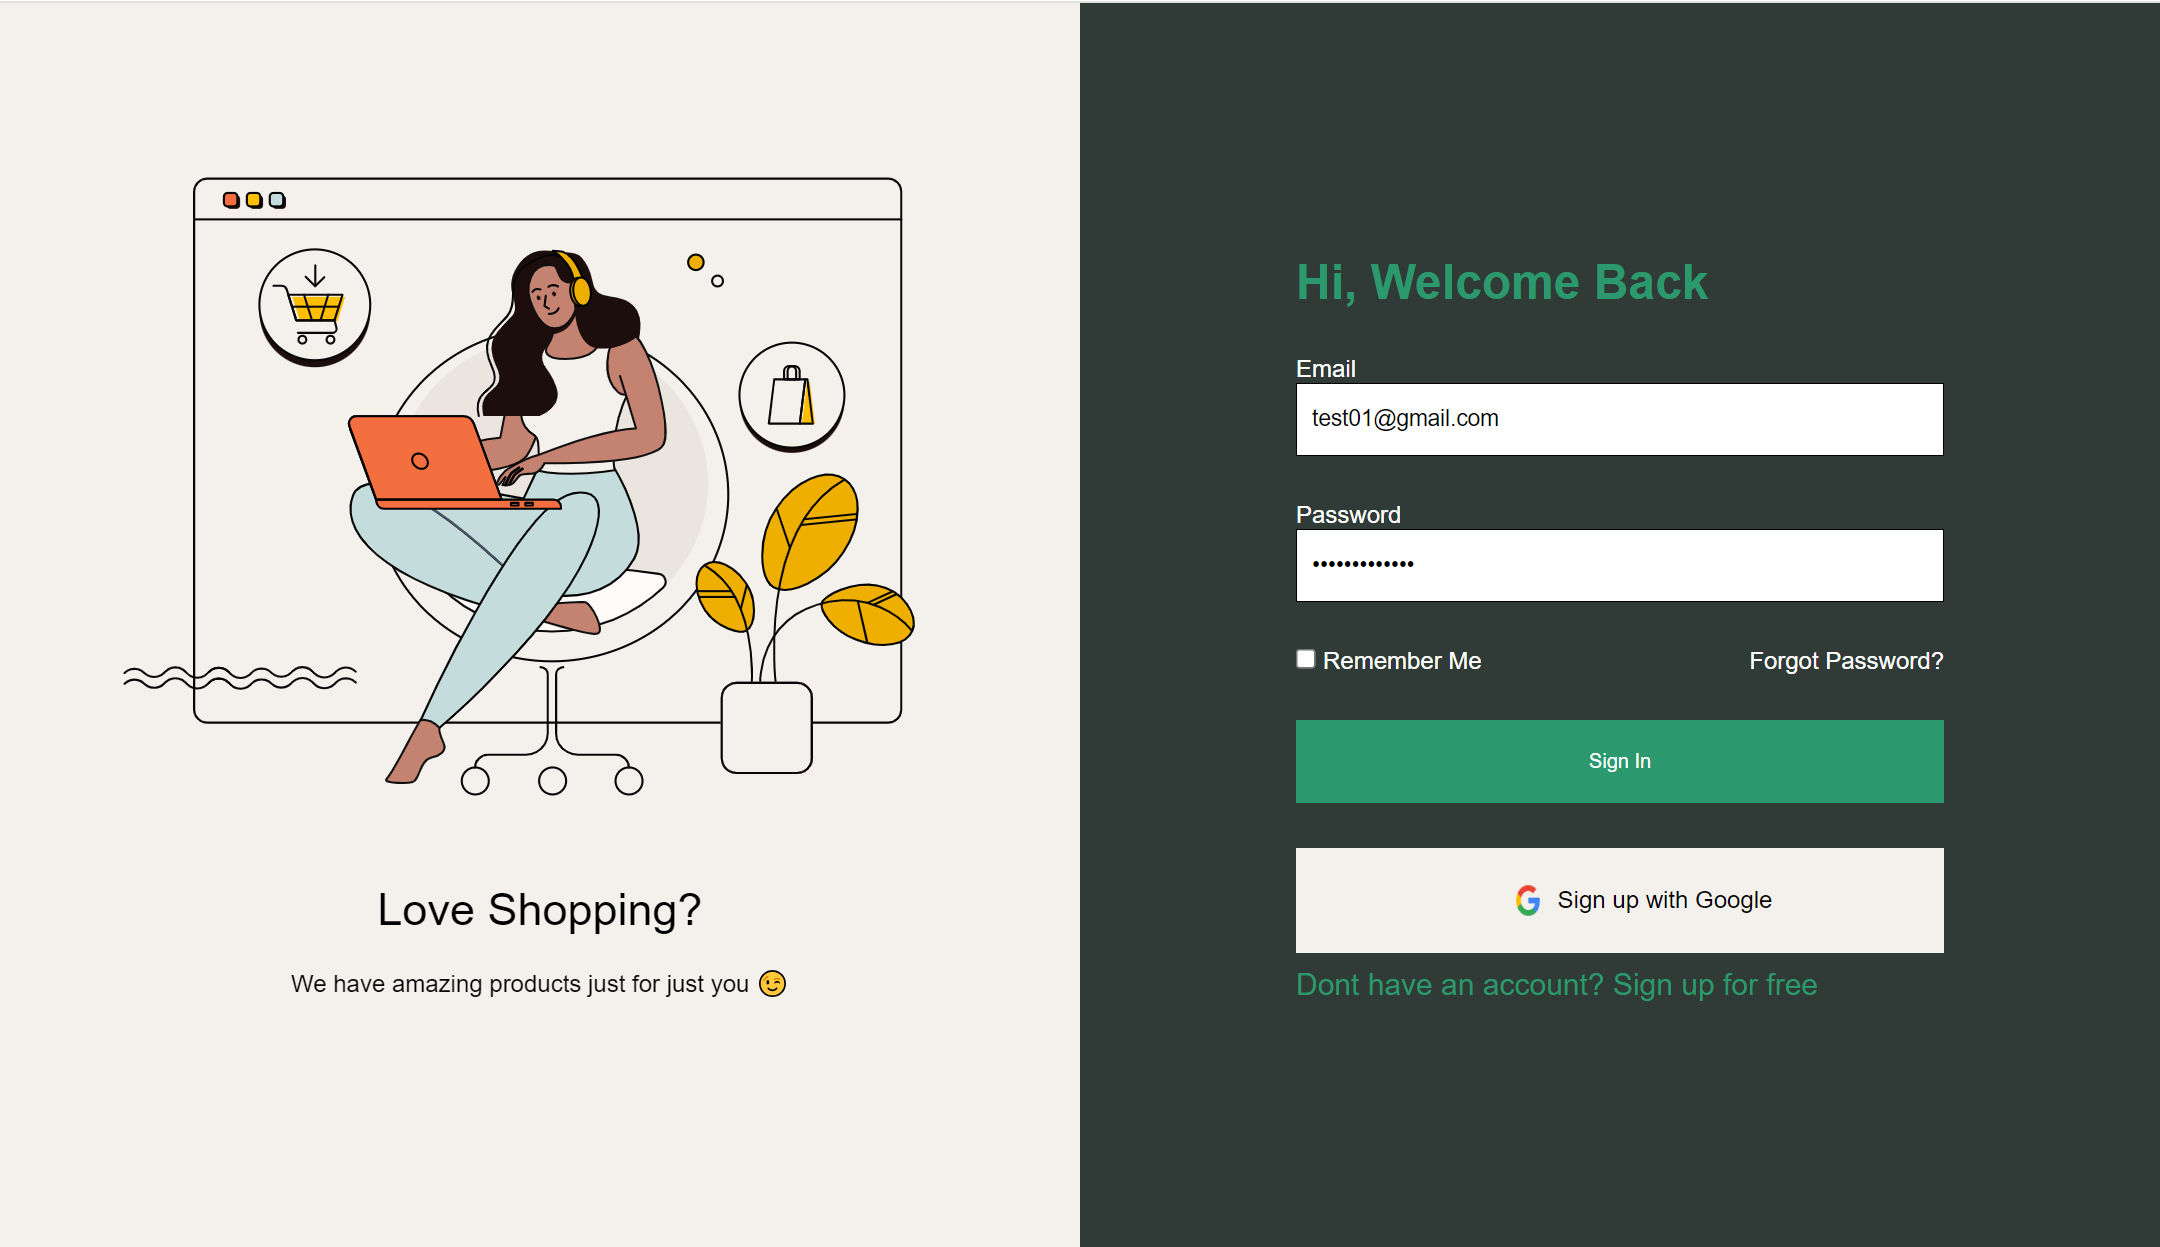 Love Shopping?
We have amazing products just for just you 😉
Hi, Welcome Back
Email
test01@gmail.com
Password
•••••••••••••
Remember Me
Forgot Password?
Sign In
Sign up with Google
Dont have an account? Sign up for free